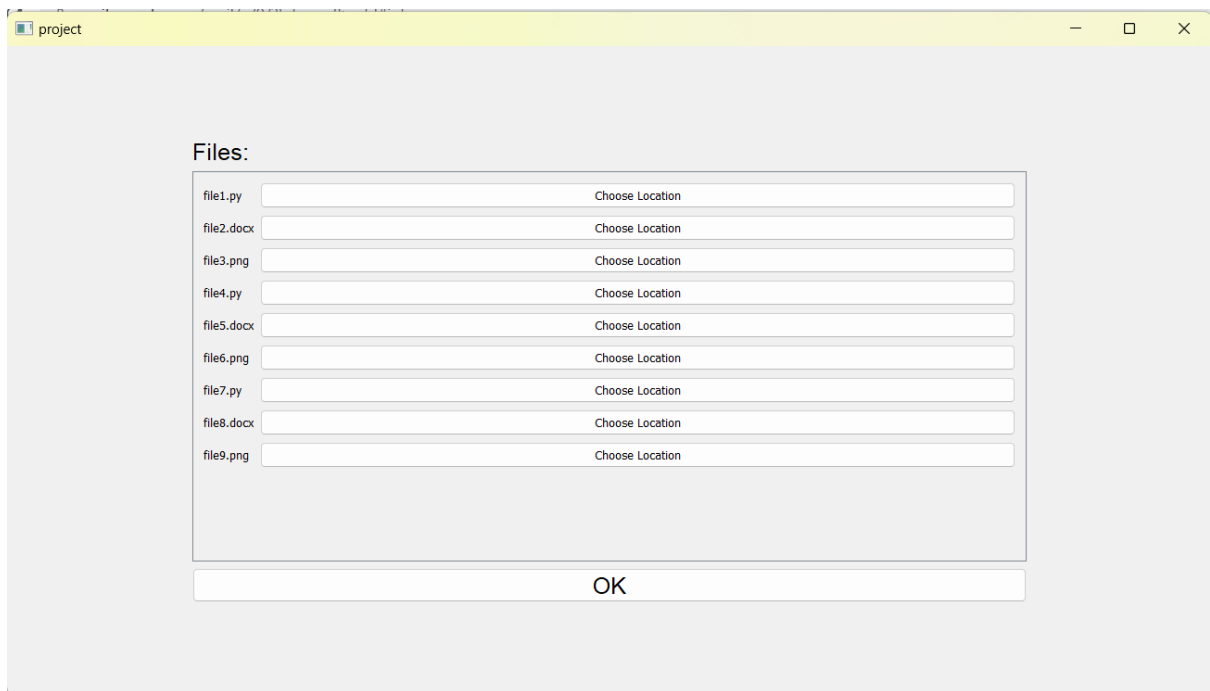 project
Files:
file1.py Choose Location
file2.docx Choose Location
file3.png Choose Location
file4.py Choose Location
file5.docx Choose Location
file6.png Choose Location
file7.py Choose Location
file8.docx Choose Location
file9.png Choose Location
OK